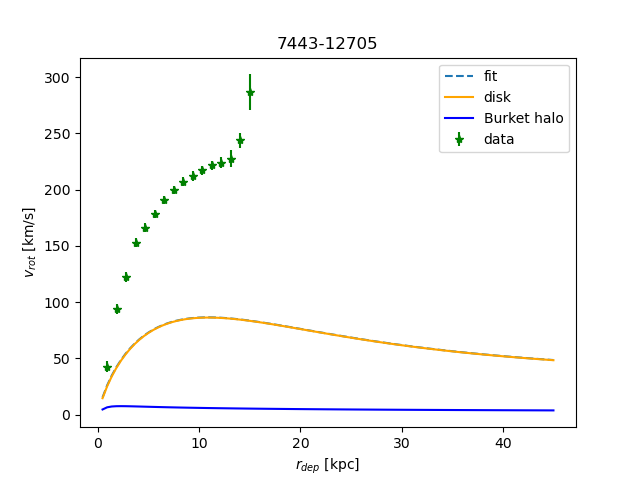 7443-12705
300
250
200
150
100
50
0
v_rot [km/s]
fit
disk
Burket halo
data
0 10 20 30 40
r_dep [kpc]